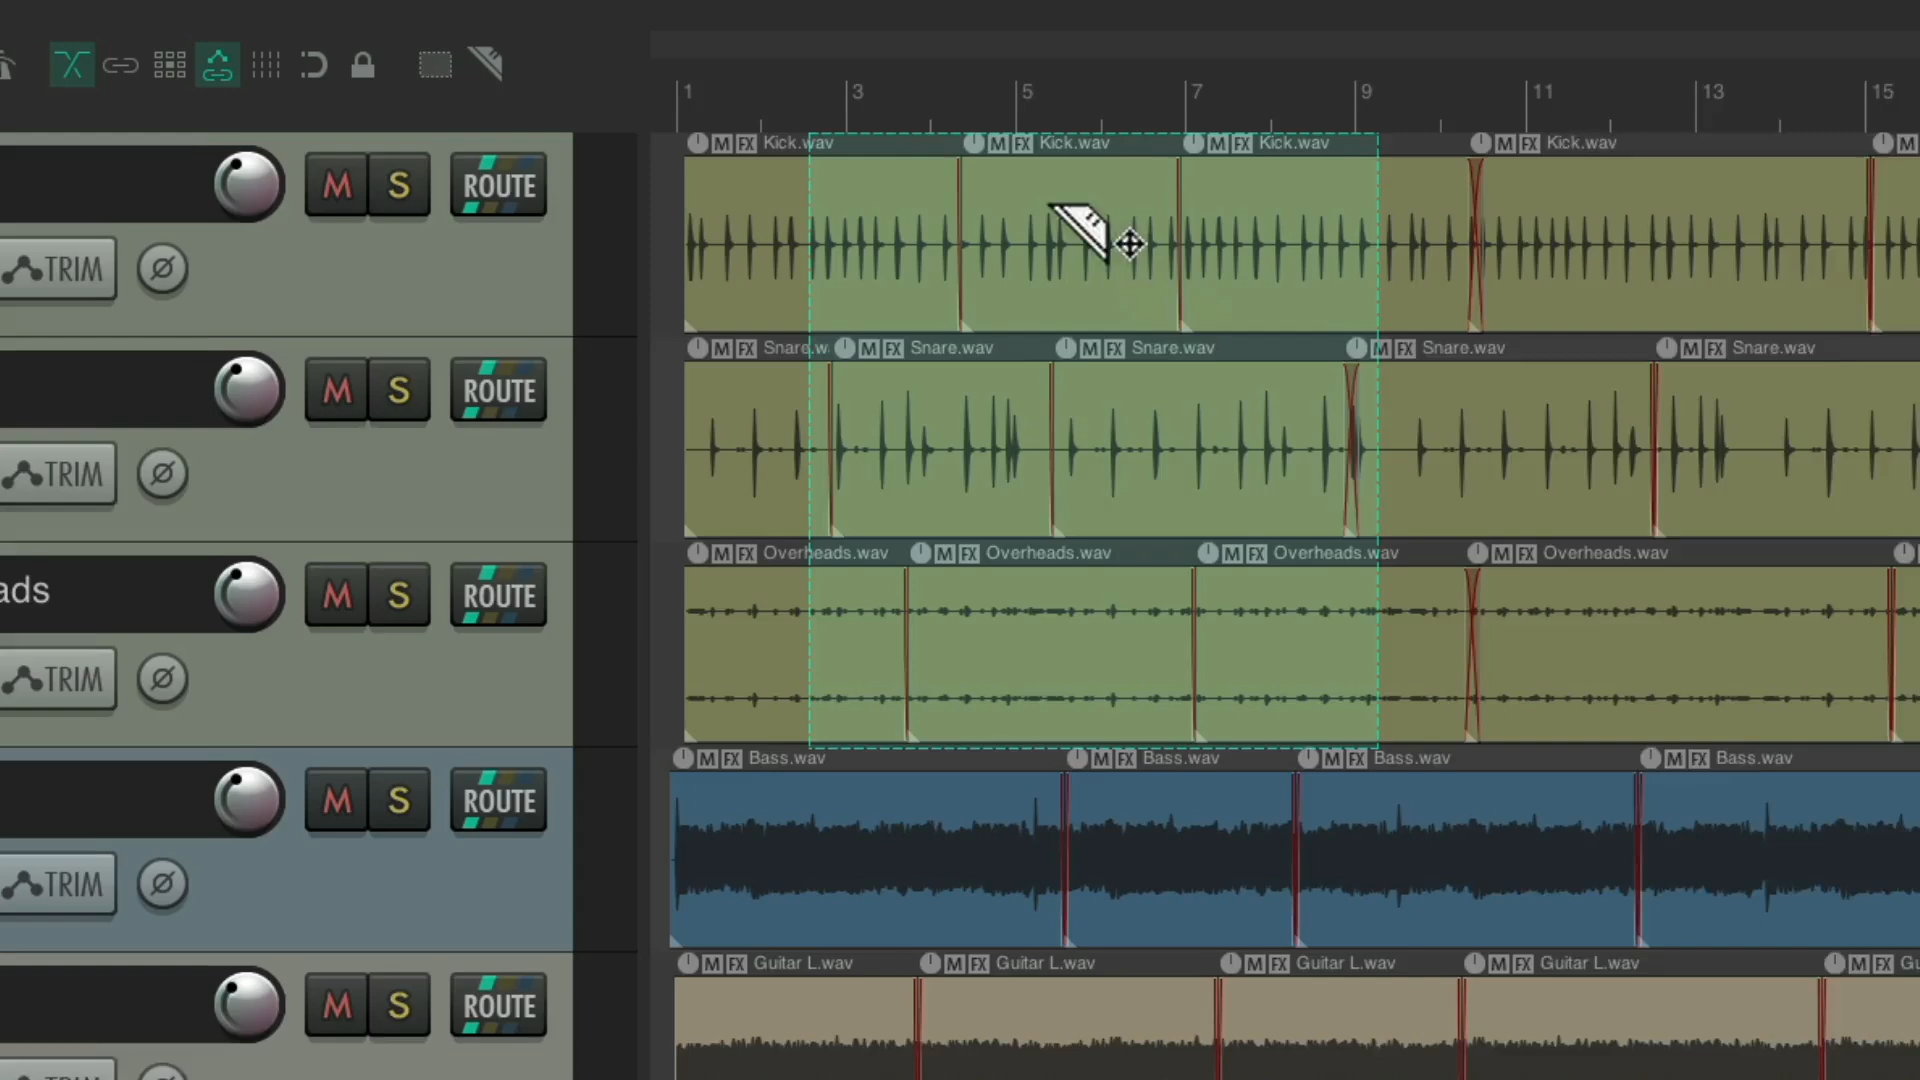 1 3 5 7 9 11 13 15
M FX Kick.wav M FX Kick.wav M FX Kick.wav M FX Kick.wav M
M S ROUTE
TRIM
M FX Snare.w M FX Snare.wav M FX Snare.wav M FX Snare.wav M FX Snare.wav
M S ROUTE
TRIM
M FX Overheads.wav M FX Overheads.wav M FX Overheads.wav M FX Overheads.wav
ads M S ROUTE
TRIM
M FX Bass.wav M FX Bass.wav M FX Bass.wav M FX Bass.wav
M S ROUTE
TRIM
M FX Guitar L.wav M FX Guitar L.wav M FX Guitar L.wav M FX Guitar L.wav M FX Gu
M S ROUTE